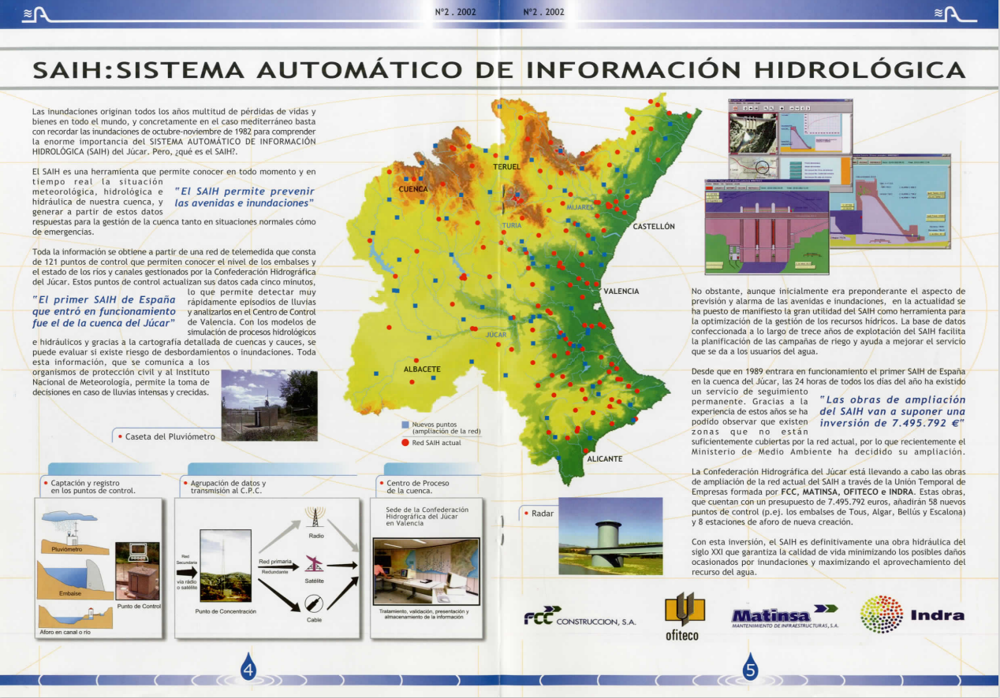 Nº2 . 2002
Nº2 . 2002
SAIH:SISTEMA AUTOMÁTICO DE INFORMACIÓN HIDROLÓGICA
Las inundaciones originan todos los años multitud de pérdidas de vidas y
bienes en todo el mundo, y concretamente en el caso mediterráneo basta
con recordar las inundaciones de octubre-noviembre de 1982 para comprender
la enorme importancia del SISTEMA AUTOMÁTICO DE INFORMACIÓN
HIDROLÓGICA (SAIH) del Júcar. Pero, ¿qué es el SAIH?.
El SAIH es una herramienta que permite conocer en todo momento y en
tiempo real la situación
meteorológica, hidrológica e
hidráulica de nuestra cuenca, y
generar a partir de estos datos
respuestas para la gestión de la cuenca tanto en situaciones normales cómo
de emergencias.
"El SAIH permite prevenir
las avenidas e inundaciones"
Toda la información se obtiene a partir de una red de telemedida que consta
de 121 puntos de control que permiten conocer el nivel de los embalses y
el estado de los ríos y canales gestionados por la Confederación Hidrográfica
del Júcar. Estos puntos de control actualizan sus datos cada cinco minutos,
lo que permite detectar muy
rápidamente episodios de lluvias
y analizarlos en el Centro de Control
de Valencia. Con los modelos de
simulación de procesos hidrológicos
e hidráulicos y gracias a la cartografía detallada de cuencas y cauces, se
puede evaluar si existe riesgo de desbordamientos o inundaciones. Toda
esta información, que se comunica a los
organismos de protección civil y al Instituto
Nacional de Meteorología, permite la toma de
decisiones en caso de lluvias intensas y crecidas.
"El primer SAIH de España
que entró en funcionamiento
fue el de la cuenca del Júcar"
• Caseta del Pluviómetro
TERUEL
CUENCA
MIJARES
TURIA
CASTELLÓN
VALENCIA
JÚCAR
ALBACETE
ALICANTE
Nuevos puntos
(ampliación de la red)
Red SAIH actual
• Captación y registro
en los puntos de control.
Pluviómetro
Embalse
Aforo en canal o río
Punto de Control
• Agrupación de datos y
transmisión al C.P.C.
Red
Secundaria
vía rádio
o satélite
Punto de Concentración
Red primaria
Redundante
Radio
Satélite
Cable
• Centro de Proceso
de la cuenca.
Sede de la Confederación
Hidrográfica del Júcar
en Valencia
Tratamiento, validación, presentación y
almacenamiento de la información
• Radar
No obstante, aunque inicialmente era preponderante el aspecto de
previsión y alarma de las avenidas e inundaciones, en la actualidad se
ha puesto de manifiesto la gran utilidad del SAIH como herramienta para
la optimización de la gestión de los recursos hídricos. La base de datos
confeccionada a lo largo de trece años de explotación del SAIH facilita
la planificación de las campañas de riego y ayuda a mejorar el servicio
que se da a los usuarios del agua.
Desde que en 1989 entrara en funcionamiento el primer SAIH de España
en la cuenca del Júcar, las 24 horas de todos los días del año ha existido
un servicio de seguimiento
permanente. Gracias a la
experiencia de estos años se ha
podido observar que existen
zonas que no están
suficientemente cubiertas por la red actual, por lo que recientemente el
Ministerio de Medio Ambiente ha decidido su ampliación.
"Las obras de ampliación
del SAIH van a suponer una
inversión de 7.495.792 €"
La Confederación Hidrográfica del Júcar está llevando a cabo las obras
de ampliación de la red actual del SAIH a través de la Unión Temporal de
Empresas formada por FCC, MATINSA, OFITECO e INDRA. Estas obras,
que cuentan con un presupuesto de 7.495.792 euros, añadirán 58 nuevos
puntos de control (p.ej. los embalses de Tous, Algar, Bellús y Escalona)
y 8 estaciones de aforo de nueva creación.
Con esta inversión, el SAIH es definitivamente una obra hidráulica del
siglo XXI que garantiza la calidad de vida minimizando los posibles daños
ocasionados por inundaciones y maximizando el aprovechamiento del
recurso del agua.
FCC CONSTRUCCION, S.A.
ofiteco
Matinsa
MANTENIMIENTO DE INFRAESTRUCTURAS, S.A.
Indra
4
5